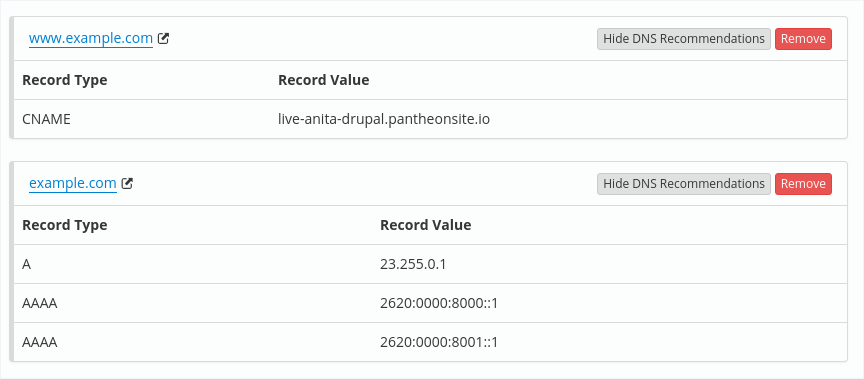 www.example.com Hide DNS Recommendations Remove
Record Type Record Value
CNAME live-anita-drupal.pantheonsite.io
example.com Hide DNS Recommendations Remove
Record Type Record Value
A 23.255.0.1
AAAA 2620:0000:8000::1
AAAA 2620:0000:8001::1